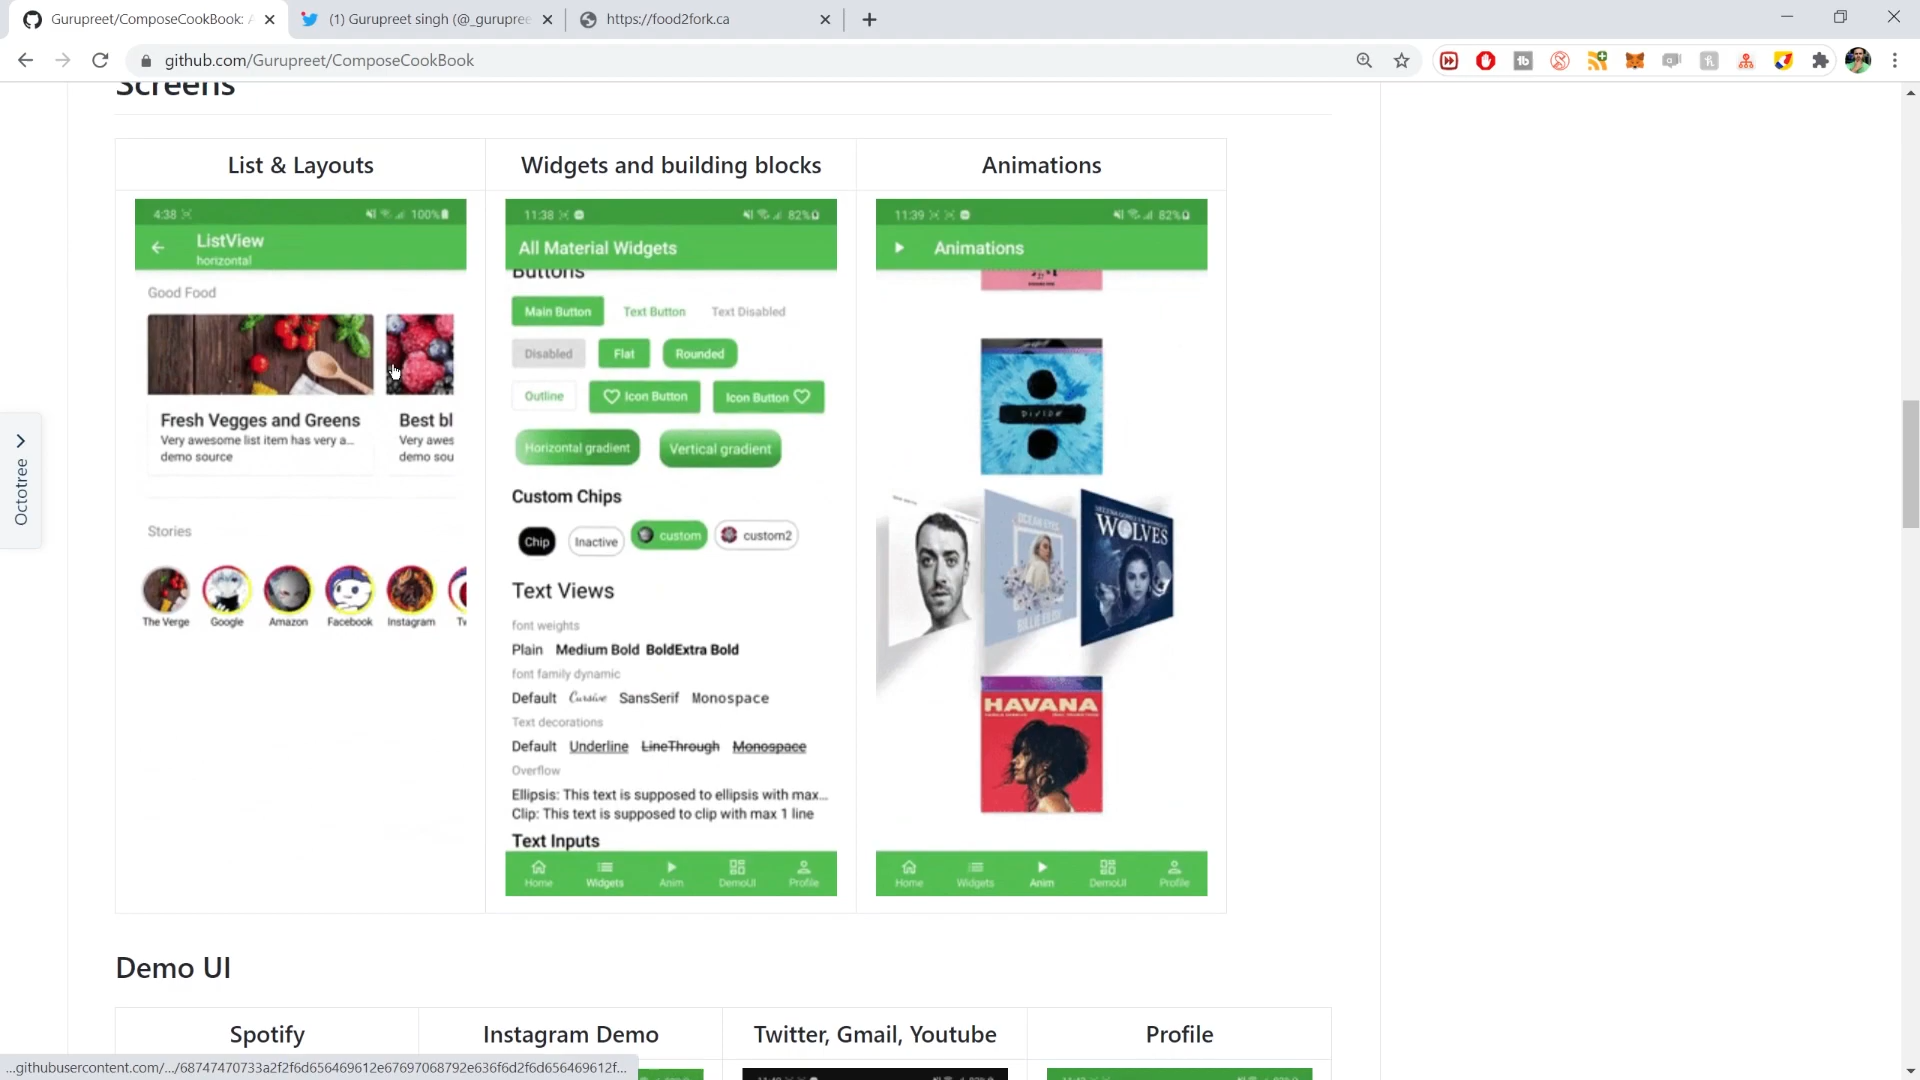 Gurupreet/ComposeCookBook: A
(1) Gurupreet singh (@_gurupree
https://food2fork.ca
github.com/Gurupreet/ComposeCookBook
Screens
List & Layouts
Widgets and building blocks
Animations
4:38
100%
ListView
horizontal
Good Food
Fresh Vegges and Greens
Very awesome list item has very a...
demo source
Best bl
Very awes
demo sou
Stories
The Verge
Google
Amazon
Facebook
Instagram
Tv
11:38
82%
All Material Widgets
Buttons
Main Button
Text Button
Text Disabled
Disabled
Flat
Rounded
Outline
Icon Button
Icon Button
Horizontal gradient
Vertical gradient
Custom Chips
Chip
Inactive
custom
custom2
Text Views
font weights
Plain Medium Bold BoldExtra Bold
font family dynamic
Default Cursive SansSerif Monospace
Text decorations
Default Underline LineThrough Monospace
Overflow
Ellipsis: This text is supposed to ellipsis with max...
Clip: This text is supposed to clip with max 1 line
Text Inputs
Home
Widgets
Anim
DemoUI
Profile
11:39
82%
Animations
DIVIDE
OCEAN EYES
BILLIE EILISH
WOLVES
HAVANA
Home
Widgets
Anim
DemoUI
Profile
Octotree
Demo UI
Spotify
Instagram Demo
Twitter, Gmail, Youtube
Profile
...githubusercontent.com/.../68747470733a2f2f6d656469612e67697068792e636f6d2f6d656469612f...